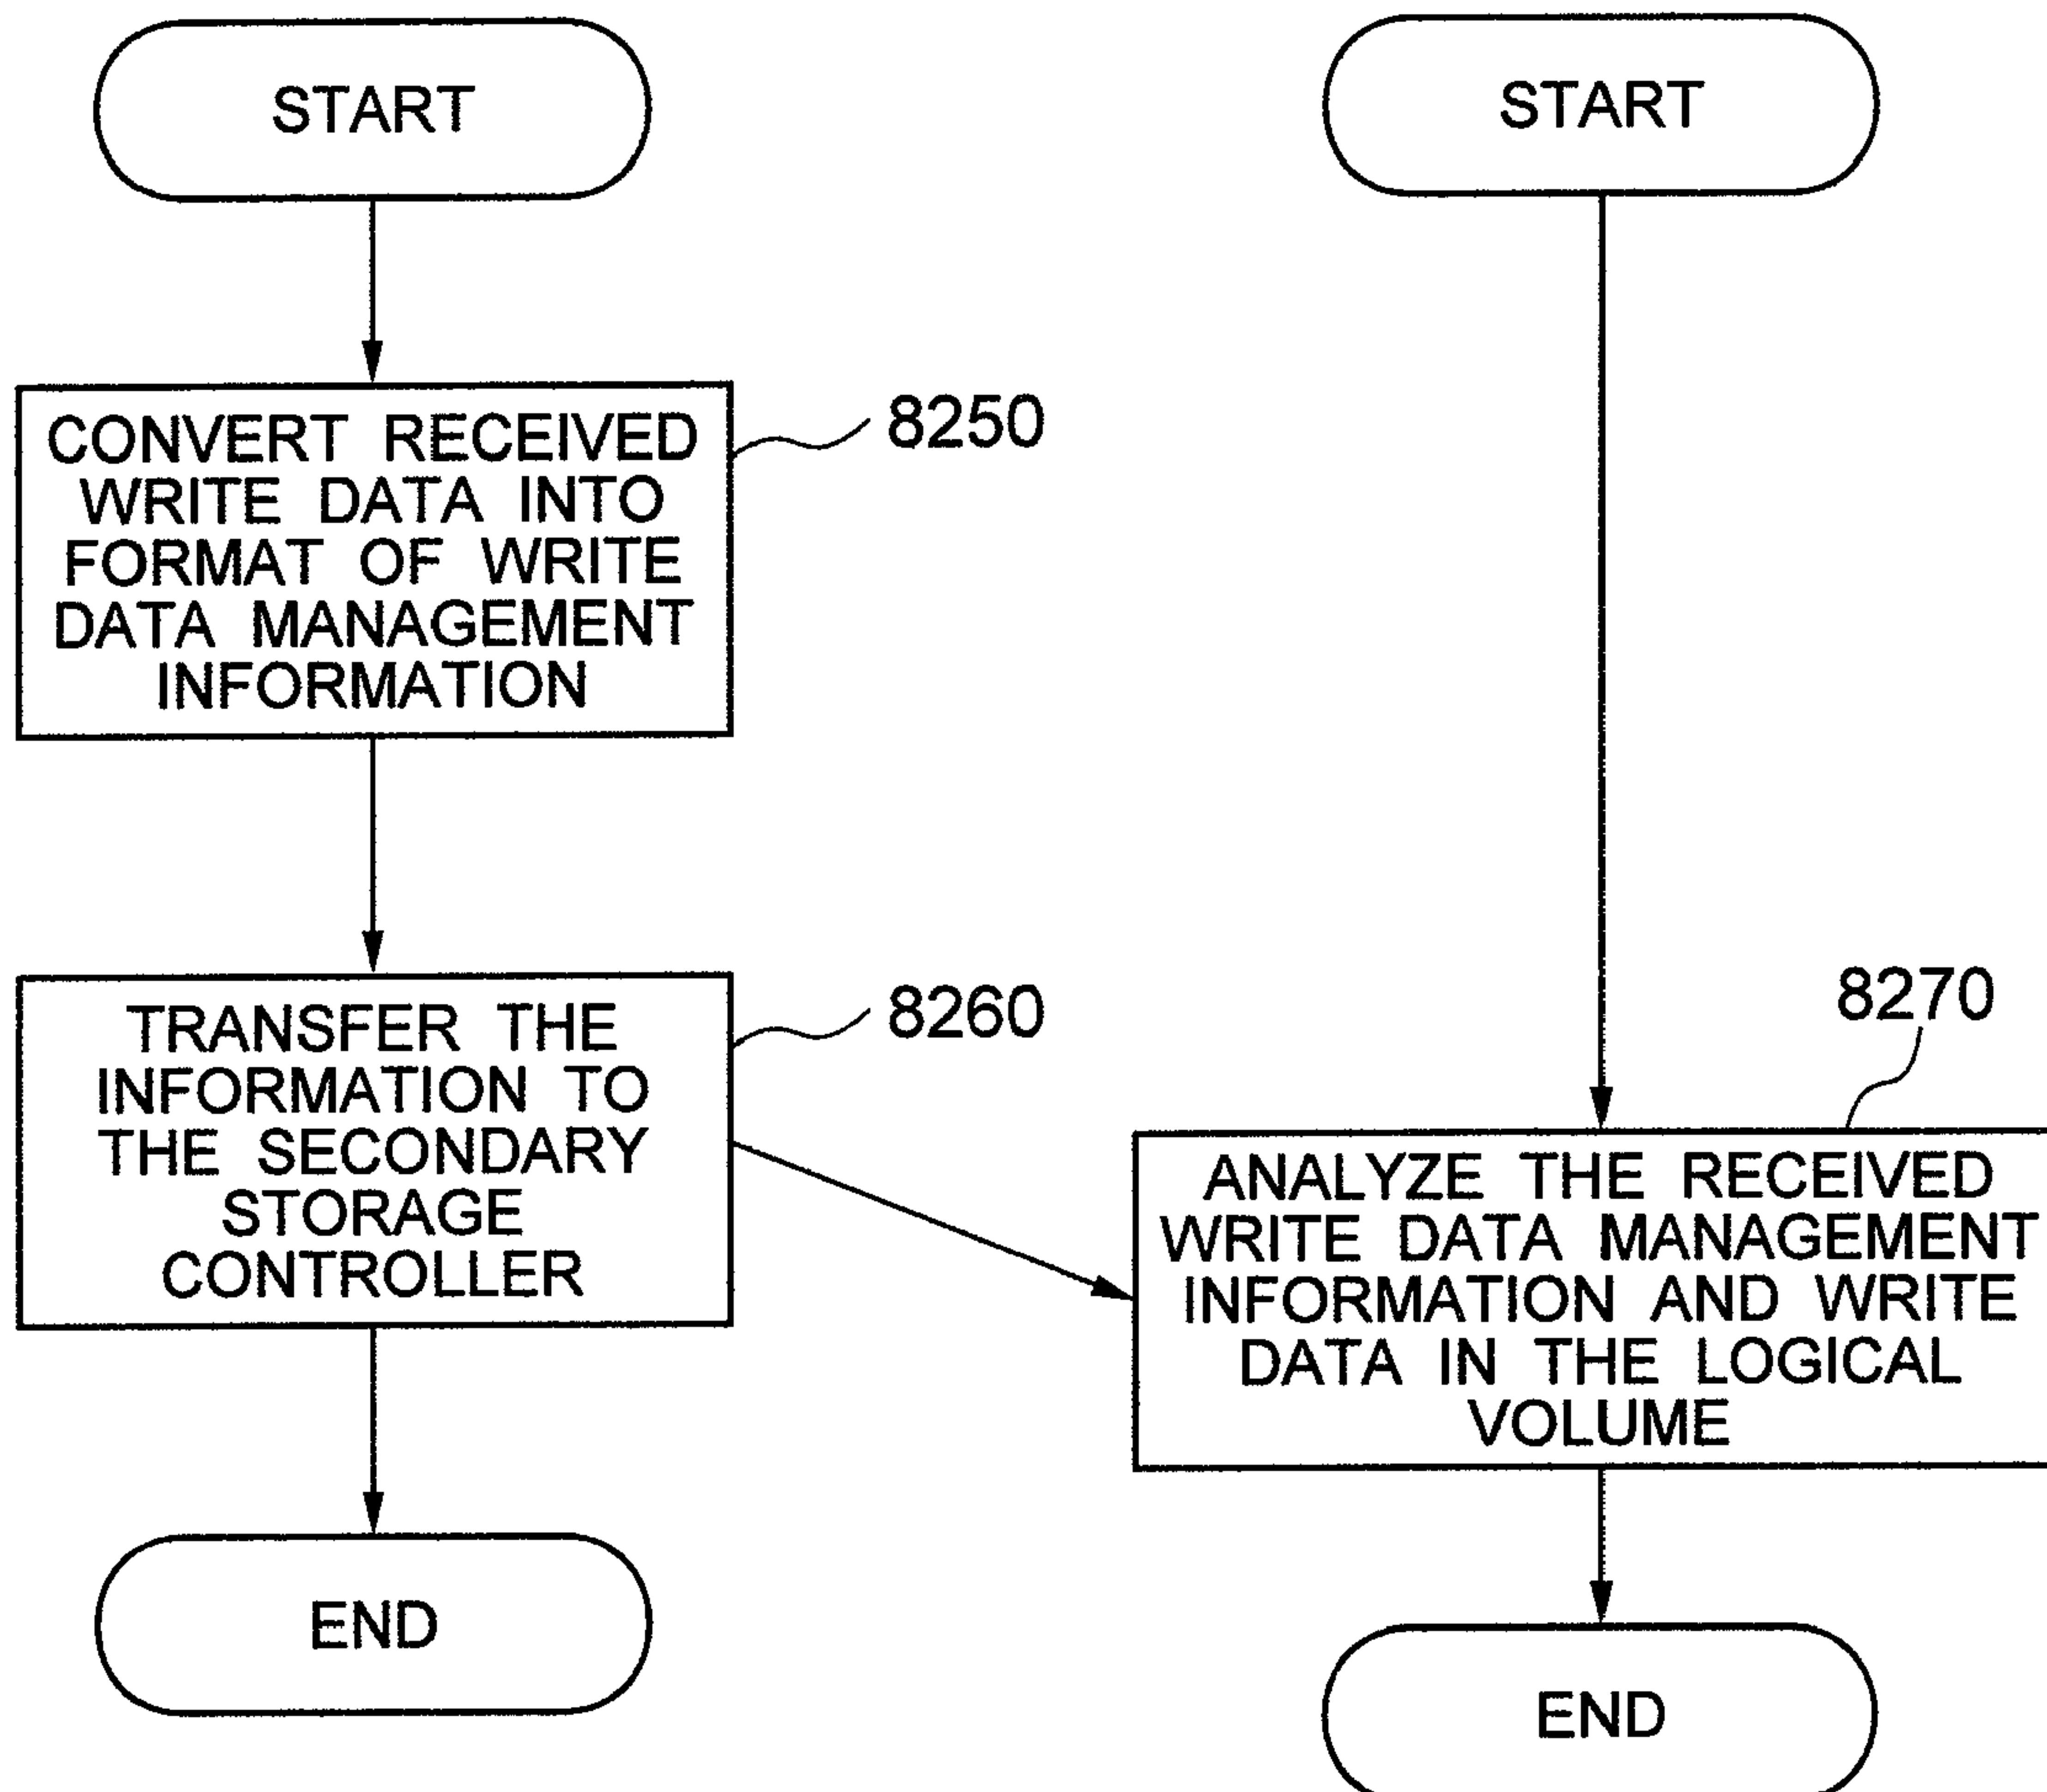 START
CONVERT RECEIVED
WRITE DATA INTO
FORMAT OF WRITE
DATA MANAGEMENT
INFORMATION
8250
TRANSFER THE
INFORMATION TO
THE SECONDARY
STORAGE
CONTROLLER
8260
END
START
8270
ANALYZE THE RECEIVED
WRITE DATA MANAGEMENT
INFORMATION AND WRITE
DATA IN THE LOGICAL
VOLUME
END